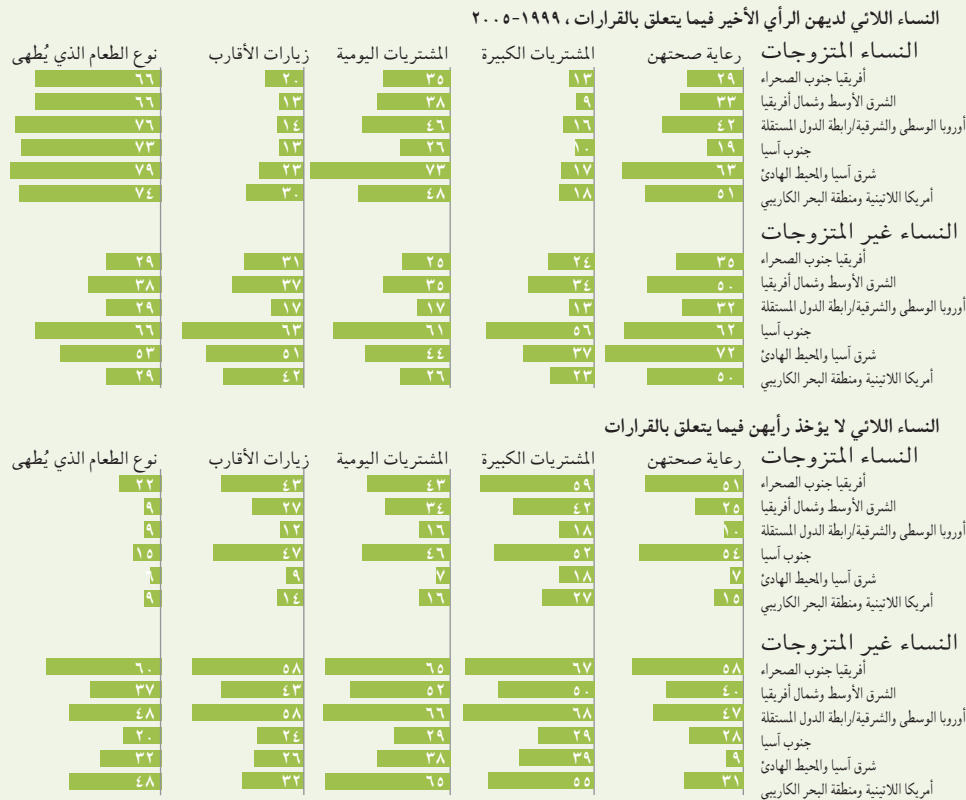 النساء اللائي لديهن الرأي الأخير فيما يتعلق بالقرارات ، ١٩٩٩-٢٠٠٥
النساء المتزوجات رعاية صحتهن المشتريات الكبيرة المشتريات اليومية زيارات الأقارب نوع الطعام الذي يُطهى
أفريقيا جنوب الصحراء ٢٩ ١٣ ٣٥ ٢٠ ٦٦
الشرق الأوسط وشمال أفريقيا ٣٣ ٩ ٣٨ ١٣ ٦٦
أوروبا الوسطى والشرقية/رابطة الدول المستقلة ٤٢ ١٦ ٤٦ ١٤ ٧٦
جنوب آسيا ١٩ ١٠ ٢٦ ١٣ ٧٣
شرق آسيا والمحيط الهادئ ٦٣ ١٧ ٧٣ ٢٣ ٧٩
أمريكا اللاتينية ومنطقة البحر الكاريبي ٥١ ١٨ ٤٨ ٣٠ ٧٤
النساء غير المتزوجات
أفريقيا جنوب الصحراء ٣٥ ٢٤ ٢٥ ٣١ ٢٩
الشرق الأوسط وشمال أفريقيا ٥٠ ٣٤ ٣٥ ٣٧ ٣٨
أوروبا الوسطى والشرقية/رابطة الدول المستقلة ٣٢ ١٣ ١٧ ١٧ ٢٩
جنوب آسيا ٦٢ ٥٦ ٦١ ٦٣ ٦٦
شرق آسيا والمحيط الهادئ ٧٢ ٣٧ ٤٤ ٥١ ٥٣
أمريكا اللاتينية ومنطقة البحر الكاريبي ٥٠ ٢٣ ٢٦ ٤٢ ٢٩
النساء اللائي لا يؤخذ رأيهن فيما يتعلق بالقرارات
النساء المتزوجات رعاية صحتهن المشتريات الكبيرة المشتريات اليومية زيارات الأقارب نوع الطعام الذي يُطهى
أفريقيا جنوب الصحراء ٥١ ٥٩ ٤٣ ٤٣ ٢٢
الشرق الأوسط وشمال أفريقيا ٢٥ ٤٢ ٣٤ ٢٧ ٩
أوروبا الوسطى والشرقية/رابطة الدول المستقلة ١٠ ١٨ ١٦ ١٢ ٩
جنوب آسيا ٥٤ ٥٢ ٤٦ ٤٧ ١٥
شرق آسيا والمحيط الهادئ ٧ ١٨ ٧ ٩ ٦
أمريكا اللاتينية ومنطقة البحر الكاريبي ١٥ ٢٧ ١٦ ١٤ ٩
النساء غير المتزوجات
أفريقيا جنوب الصحراء ٥٨ ٦٧ ٦٥ ٥٨ ٦٠
الشرق الأوسط وشمال أفريقيا ٤٠ ٥٠ ٥٢ ٤٣ ٣٧
أوروبا الوسطى والشرقية/رابطة الدول المستقلة ٤٧ ٦٨ ٦٦ ٥٨ ٤٨
جنوب آسيا ٢٨ ٢٩ ٢٩ ٢٤ ٢٠
شرق آسيا والمحيط الهادئ ٩ ٣٩ ٣٨ ٢٦ ٣٢
أمريكا اللاتينية ومنطقة البحر الكاريبي ٣١ ٥٥ ٦٥ ٣٢ ٤٨